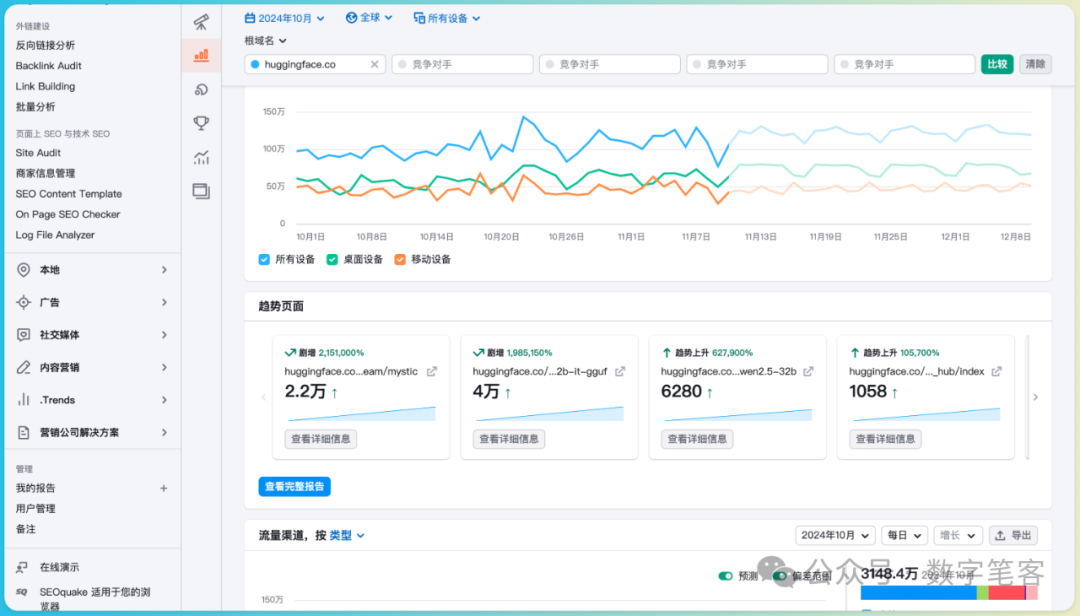 外链建设
反向链接分析
Backlink Audit
Link Building
批量分析
页面上 SEO 与技术 SEO
Site Audit
商家信息管理
SEO Content Template
On Page SEO Checker
Log File Analyzer
本地
广告
社交媒体
内容营销
.Trends
营销公司解决方案
管理
我的报告 +
用户管理
备注
在线演示
SEOquake 适用于您的浏
览器
2024年10月 全球 所有设备
根域名
huggingface.co 竞争对手 竞争对手 竞争对手 竞争对手 比较 清除
150万
100万
50万
0
10月1日 10月8日 10月14日 10月20日 10月26日 11月1日 11月7日 11月13日 11月19日 11月25日 12月1日 12月8日
所有设备 桌面设备 移动设备
趋势页面
剧增 2,151,000% 剧增 1,985,150% 趋势上升 627,900% 趋势上升 105,700%
huggingface.co...eam/mystic huggingface.co/...2b-it-gguf huggingface.co...wen2.5-32b huggingface.co/..._hub/index
2.2万 ↑ 4万 ↑ 6280 ↑ 1058 ↑
查看详细信息 查看详细信息 查看详细信息 查看详细信息
查看完整报告
流量渠道，按 类型 2024年10月 每日 增长 导出
预测 偏差范围 3148.4万 2024年10月
公众号 · 数字笔客
150万